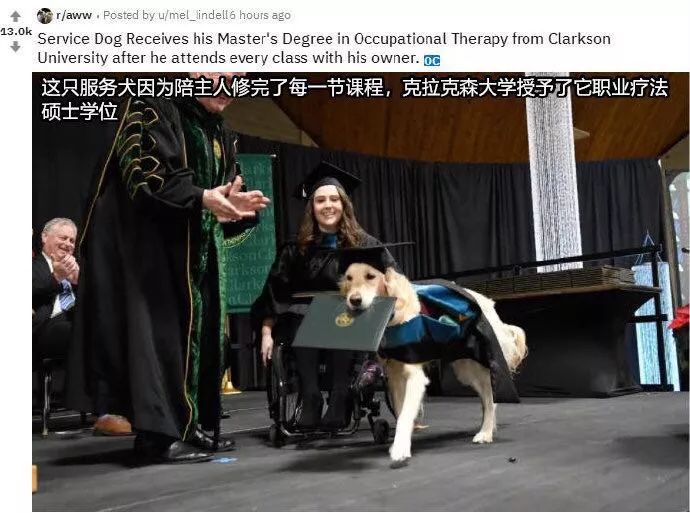 r/aww · Posted by u/mel_lindell 6 hours ago
13.0k
Service Dog Receives his Master's Degree in Occupational Therapy from Clarkson
University after he attends every class with his owner. OC
这只服务犬因为陪主人修完了每一节课程，克拉克森大学授予了它职业疗法
硕士学位